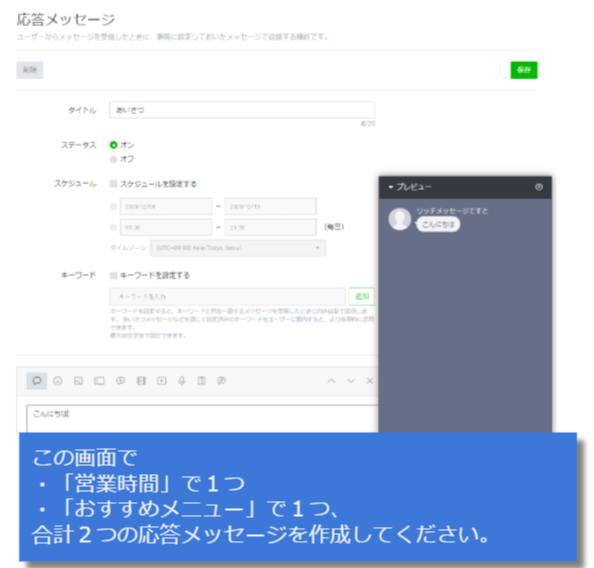 応答メッセージ
ユーザーからメッセージを受信したときに、事前に設定しておいたメッセージで返信する機能です。
削除
保存
タイトル
あいさつ
4/20
ステータス
オン
オフ
スケジュール
スケジュールを設定する
-
-
(毎日)
タイムゾーン
(UTC+09:00) Asia/Tokyo, Seoul
キーワード
キーワードを設定する
キーワードを入力
追加
プレビュー
リッチメッセージてすと
こんにちは
こんにちは
この画面で
・「営業時間」で１つ
・「おすすめメニュー」で１つ、
合計２つの応答メッセージを作成してください。